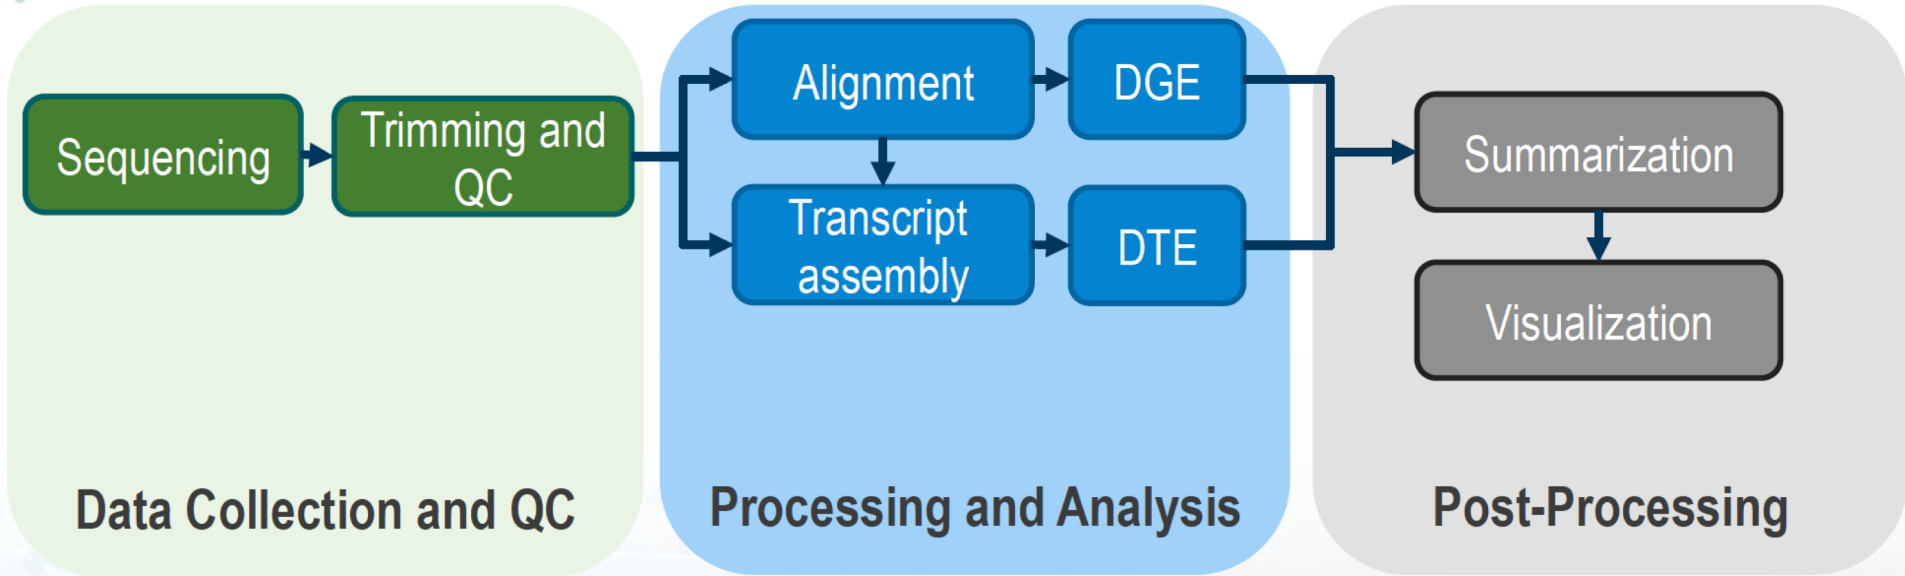 Sequencing
Trimming and
QC
Alignment
DGE
Transcript
assembly
DTE
Summarization
Visualization
Data Collection and QC
Processing and Analysis
Post-Processing